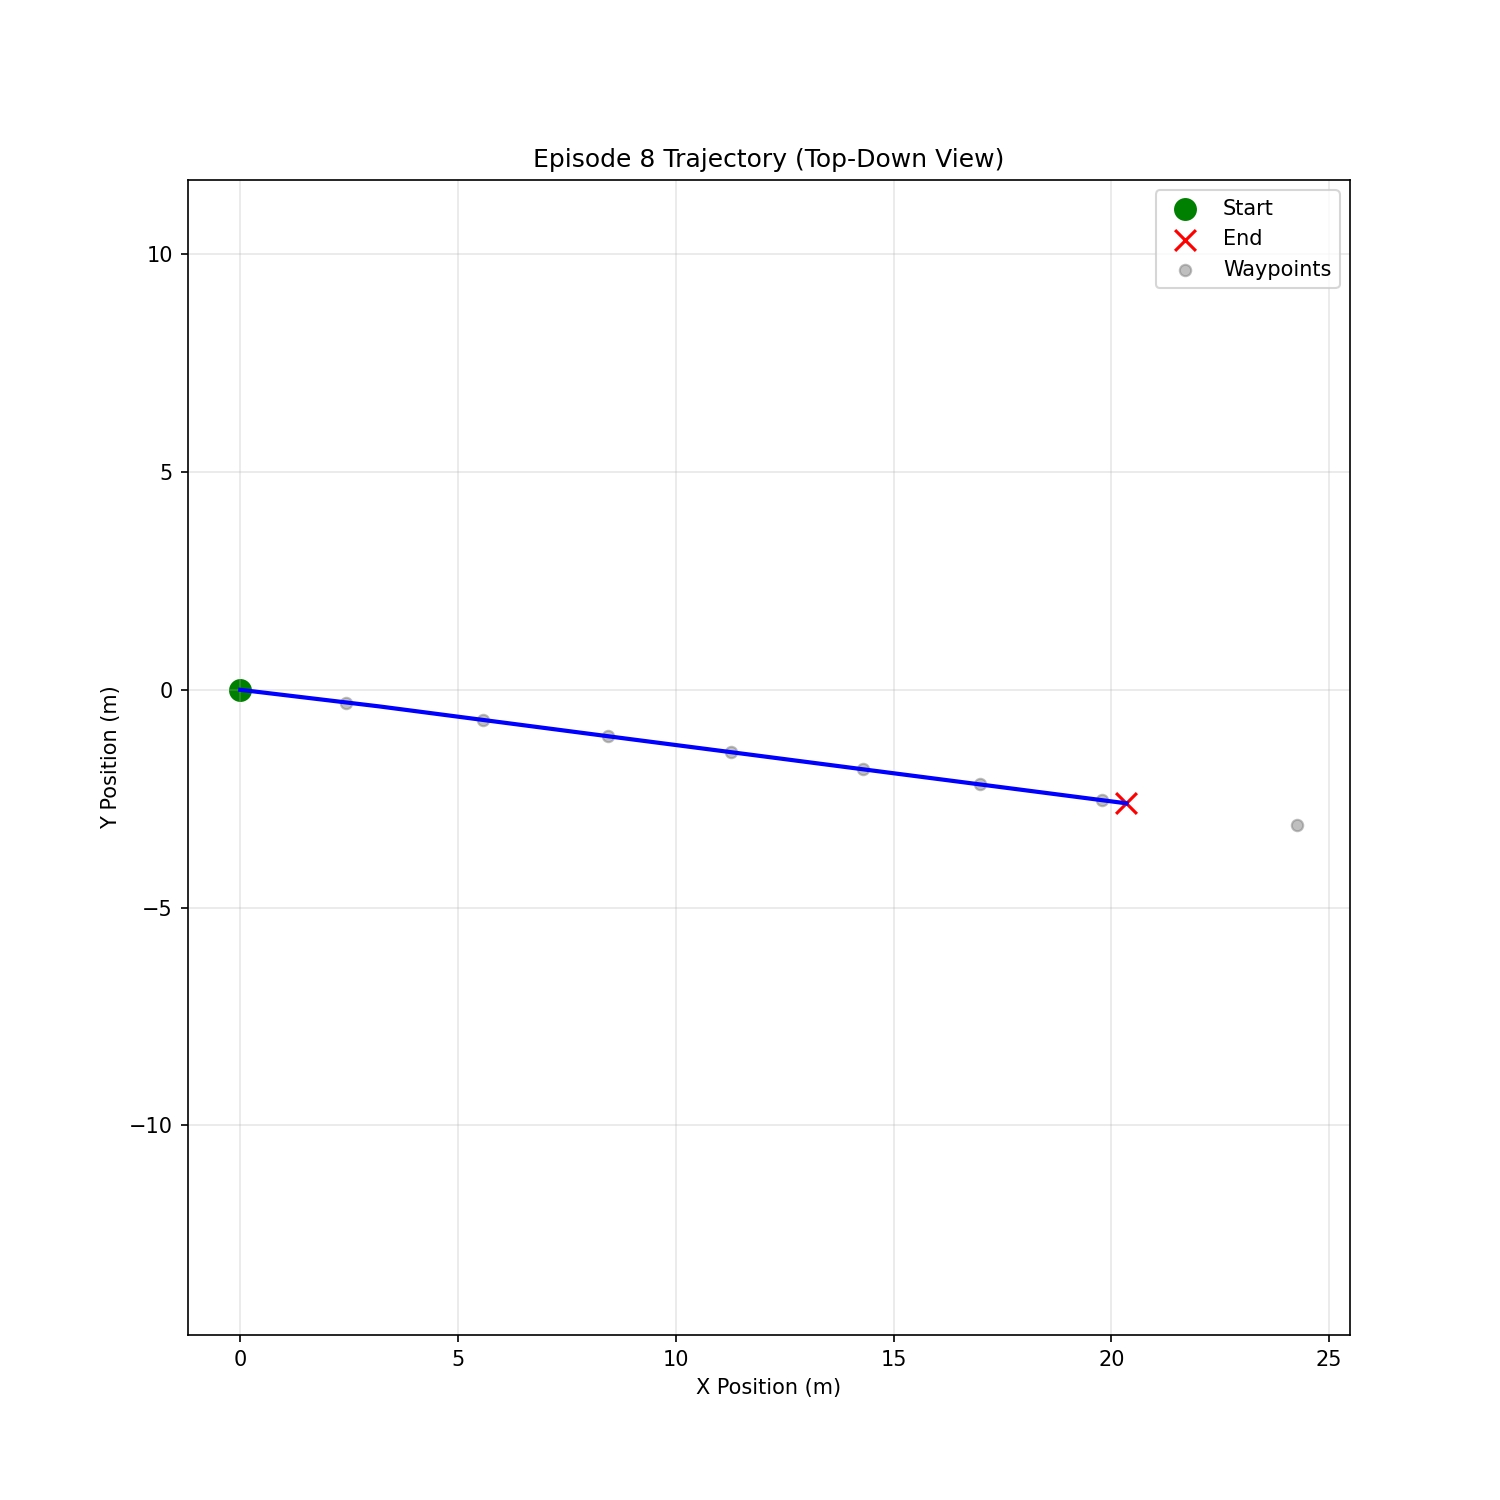 Episode 8 Trajectory (Top-Down View)
Start
End
Waypoints
10
5
0
−5
−10
Y Position (m)
0 5 10 15 20 25
X Position (m)